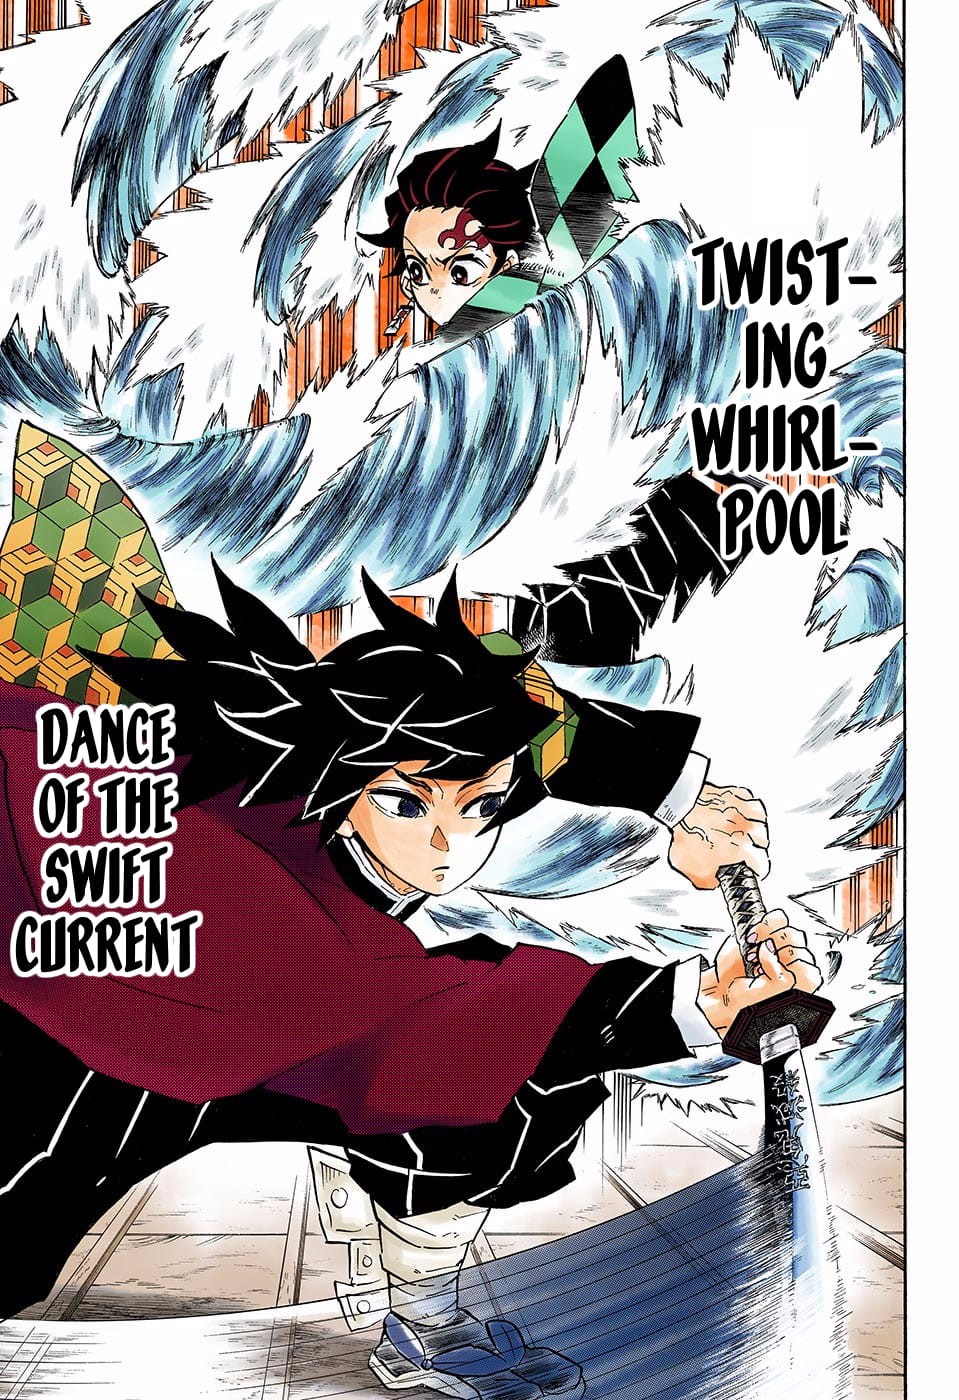 TWIST-
ING
WHIRL-
POOL
DANCE
OF THE
SWIFT
CURRENT